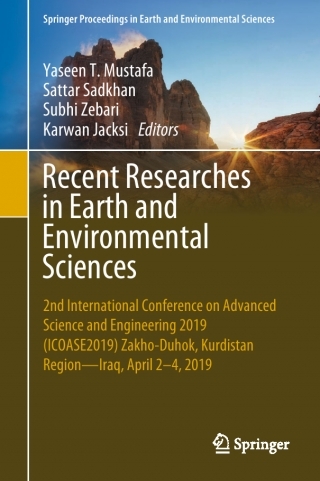 Springer Proceedings in Earth and Environmental Sciences
Yaseen T. Mustafa
Sattar Sadkhan
Subhi Zebari
Karwan Jacksi Editors
Recent Researches
in Earth and
Environmental
Sciences
2nd International Conference on Advanced
Science and Engineering 2019
(ICOASE2019) Zakho-Duhok, Kurdistan
Region—Iraq, April 2–4, 2019
Springer